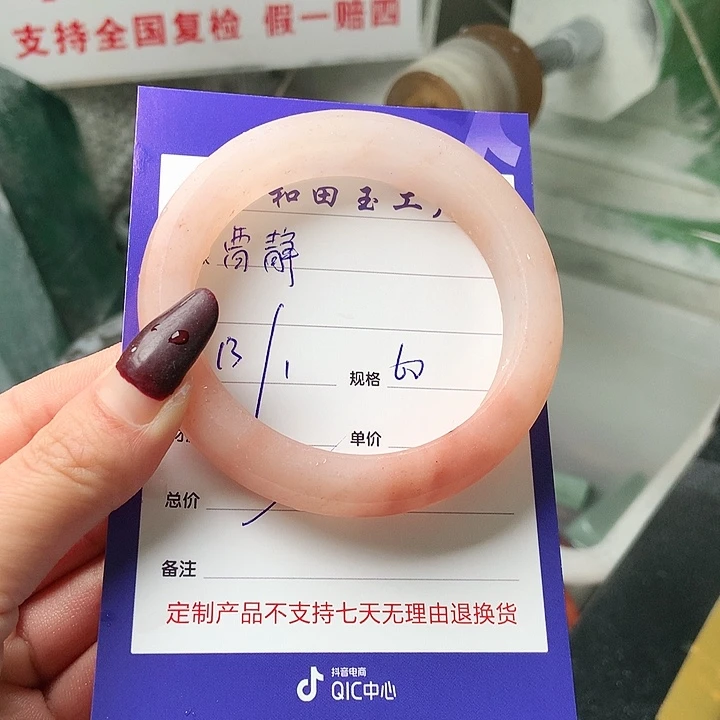 支持全国复检 假一赔四
和田玉工
静
13 / 1 规格
单价
总价
备注
定制产品不支持七天无理由退换货
抖音电商
QIC中心